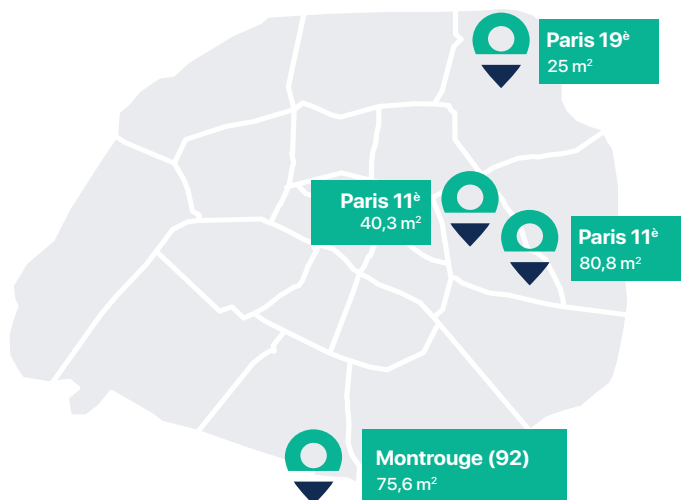 Paris 19è
25 m²
Paris 11è
40,3 m²
Paris 11è
80,8 m²
Montrouge (92)
75,6 m²